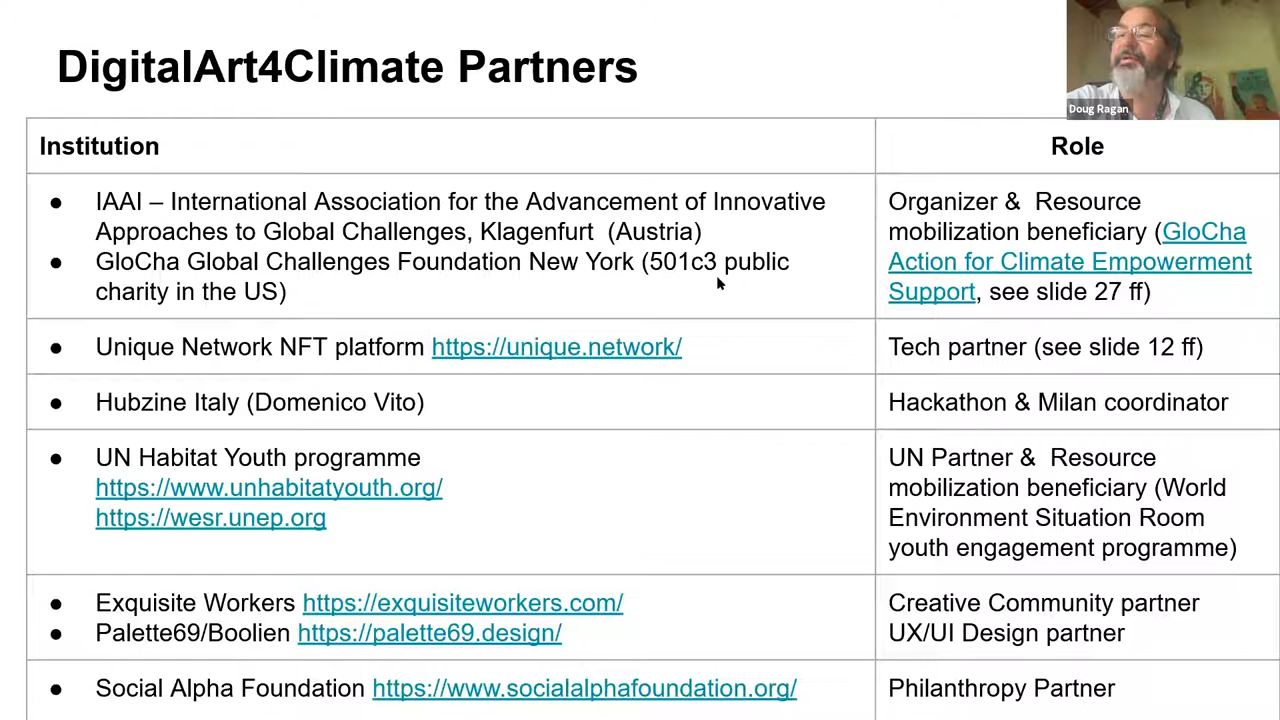 DigitalArt4Climate Partners
Doug Ragan
Institution
Role
● IAAI – International Association for the Advancement of Innovative
Approaches to Global Challenges, Klagenfurt (Austria)
● GloCha Global Challenges Foundation New York (501c3 public
charity in the US)
Organizer & Resource
mobilization beneficiary (GloCha
Action for Climate Empowerment
Support, see slide 27 ff)
● Unique Network NFT platform https://unique.network/
Tech partner (see slide 12 ff)
● Hubzine Italy (Domenico Vito)
Hackathon & Milan coordinator
● UN Habitat Youth programme
https://www.unhabitatyouth.org/
https://wesr.unep.org
UN Partner & Resource
mobilization beneficiary (World
Environment Situation Room
youth engagement programme)
● Exquisite Workers https://exquisiteworkers.com/
● Palette69/Boolien https://palette69.design/
Creative Community partner
UX/UI Design partner
● Social Alpha Foundation https://www.socialalphafoundation.org/
Philanthropy Partner